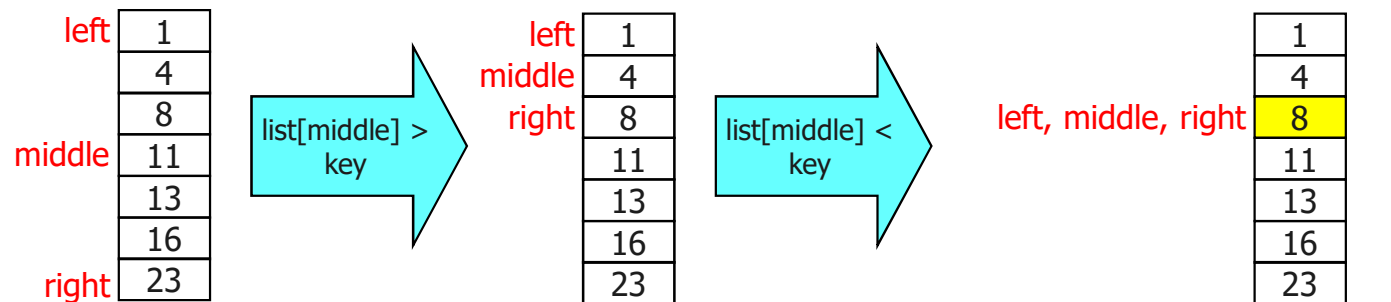 left 1
4
8
middle 11
13
16
right 23
list[middle] >
key
left 1
middle 4
right 8
11
13
16
23
list[middle] <
key
1
4
left, middle, right 8
11
13
16
23